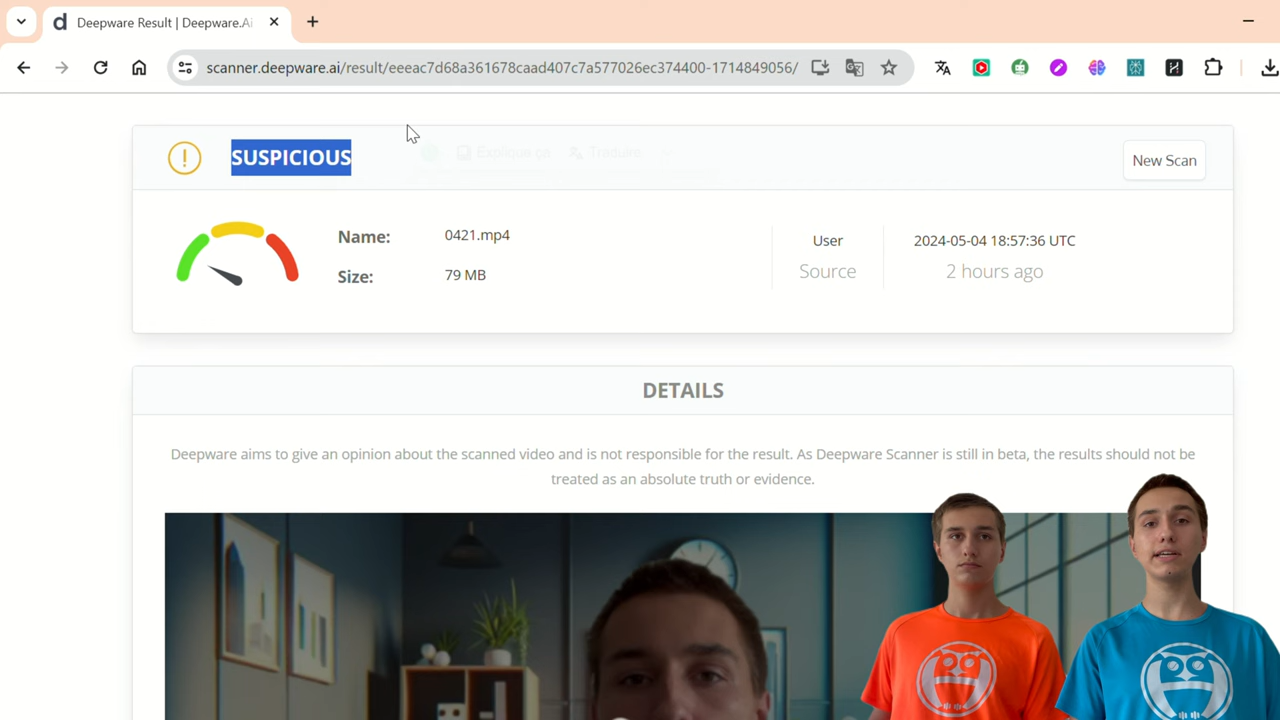 Deepware Result | Deepware.Ai
scanner.deepware.ai/result/eeeac7d68a361678caad407c7a577026ec374400-1714849056/
SUSPICIOUS
Explique ça
Traduire
New Scan
Name:
0421.mp4
Size:
79 MB
User
Source
2024-05-04 18:57:36 UTC
2 hours ago
DETAILS
Deepware aims to give an opinion about the scanned video and is not responsible for the result. As Deepware Scanner is still in beta, the results should not be
treated as an absolute truth or evidence.